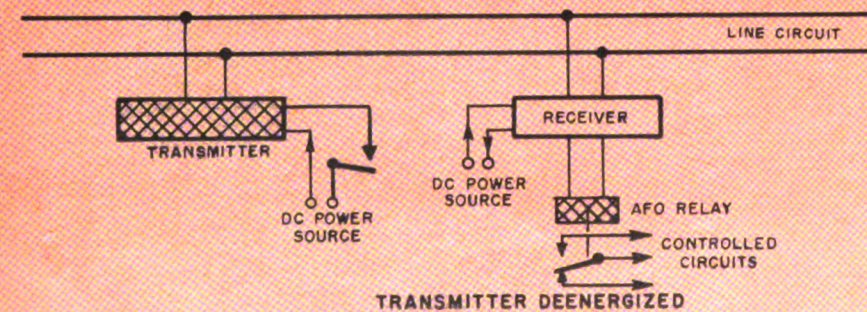 LINE CIRCUIT
TRANSMITTER
DC POWER
SOURCE
RECEIVER
DC POWER
SOURCE
AFO RELAY
CONTROLLED
CIRCUITS
TRANSMITTER DEENERGIZED